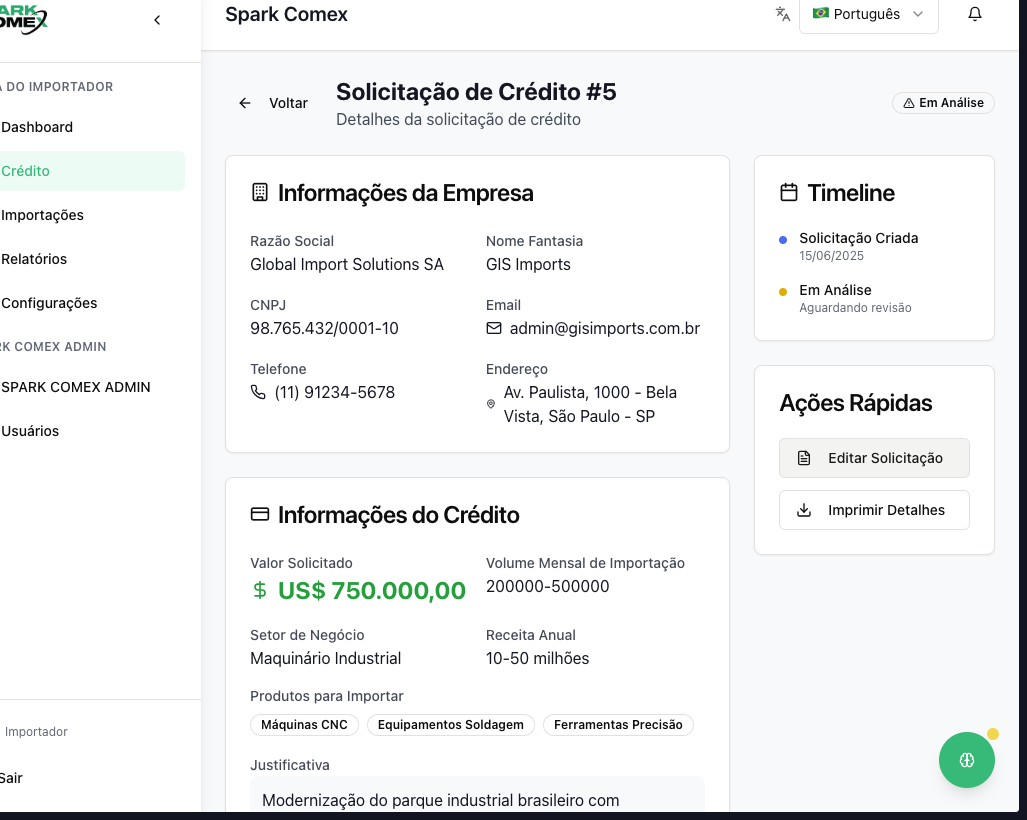 ARK
OMEX
Spark Comex
Português
A DO IMPORTADOR
Dashboard
Crédito
Importações
Relatórios
Configurações
RK COMEX ADMIN
SPARK COMEX ADMIN
Usuários
Importador
Sair
Voltar
Solicitação de Crédito #5
Detalhes da solicitação de crédito
Em Análise
Informações da Empresa
Razão Social
Global Import Solutions SA
Nome Fantasia
GIS Imports
CNPJ
98.765.432/0001-10
Email
admin@gisimports.com.br
Telefone
(11) 91234-5678
Endereço
Av. Paulista, 1000 - Bela
Vista, São Paulo - SP
Informações do Crédito
Valor Solicitado
$ US$ 750.000,00
Volume Mensal de Importação
200000-500000
Setor de Negócio
Maquinário Industrial
Receita Anual
10-50 milhões
Produtos para Importar
Máquinas CNC
Equipamentos Soldagem
Ferramentas Precisão
Justificativa
Modernização do parque industrial brasileiro com
Timeline
Solicitação Criada
15/06/2025
Em Análise
Aguardando revisão
Ações Rápidas
Editar Solicitação
Imprimir Detalhes